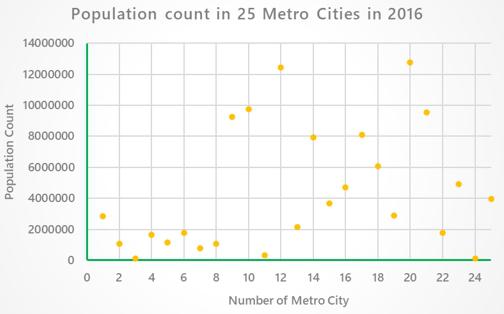 Population count in 25 Metro Cities in 2016
14000000
12000000
10000000
8000000
6000000
4000000
2000000
0
Population Count
0 2 4 6 8 10 12 14 16 18 20 22 24
Number of Metro City